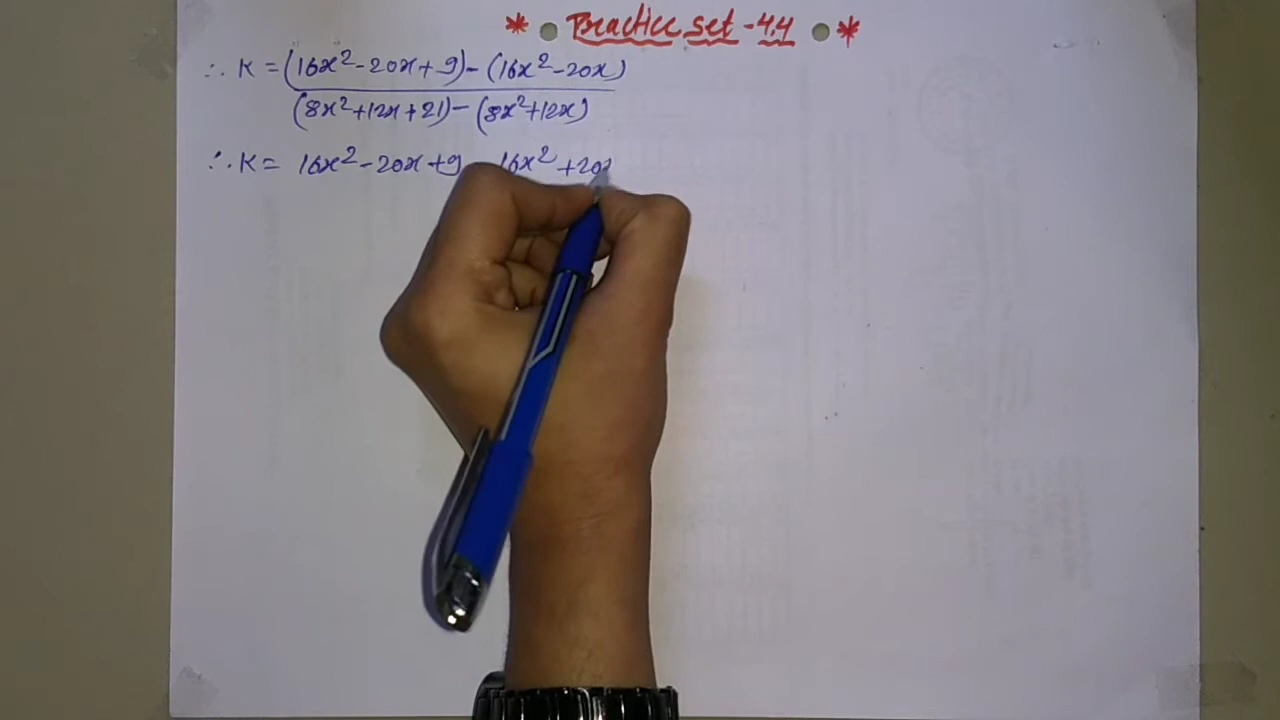 * Practice set - 4.4 *
∴ K = (16x² - 20x + 9) - (16x² - 20x)
(8x² + 12x + 21) - (8x² + 12x)
∴ K = 16x² - 20x + 9 - 16x² + 20x